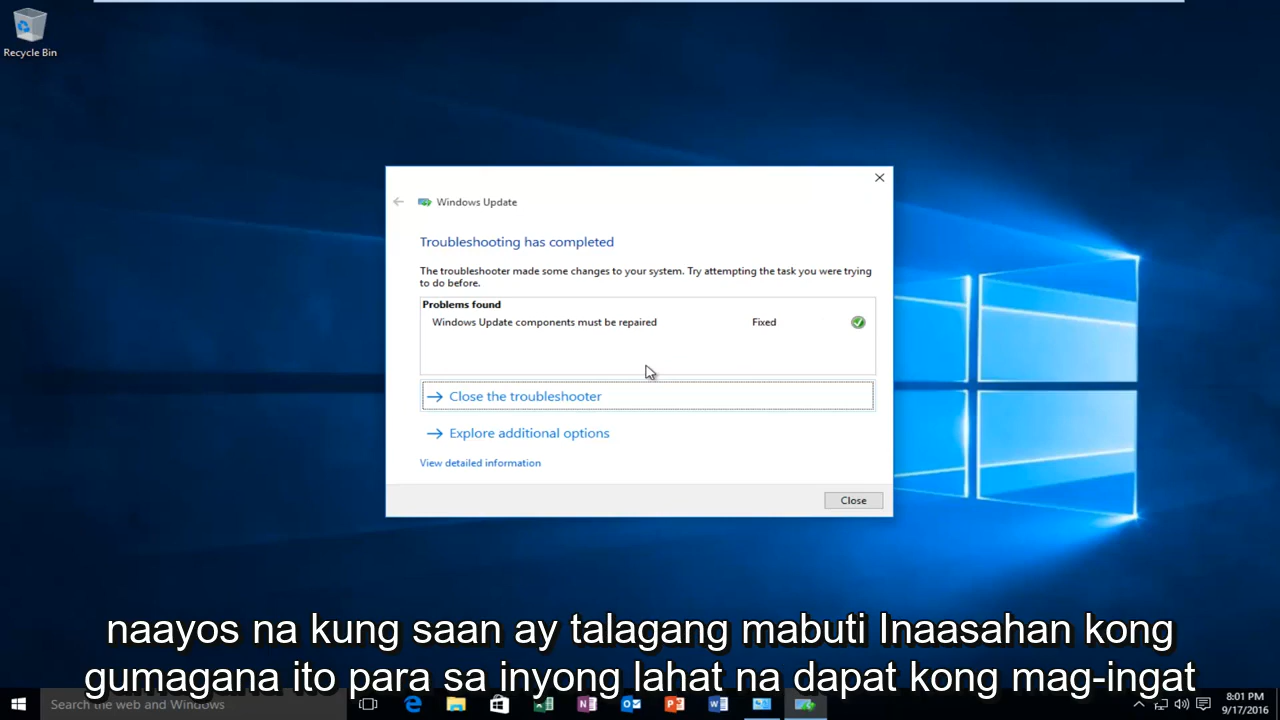 Recycle Bin
Windows Update
Troubleshooting has completed
The troubleshooter made some changes to your system. Try attempting the task you were trying
to do before.
Problems found
Windows Update components must be repaired Fixed
Close the troubleshooter
Explore additional options
View detailed information
Close
naayos na kung saan ay talagang mabuti Inaasahan kong
gumagana ito para sa inyong lahat na dapat kong mag-ingat
Search the web and Windows
8:01 PM
9/17/2016